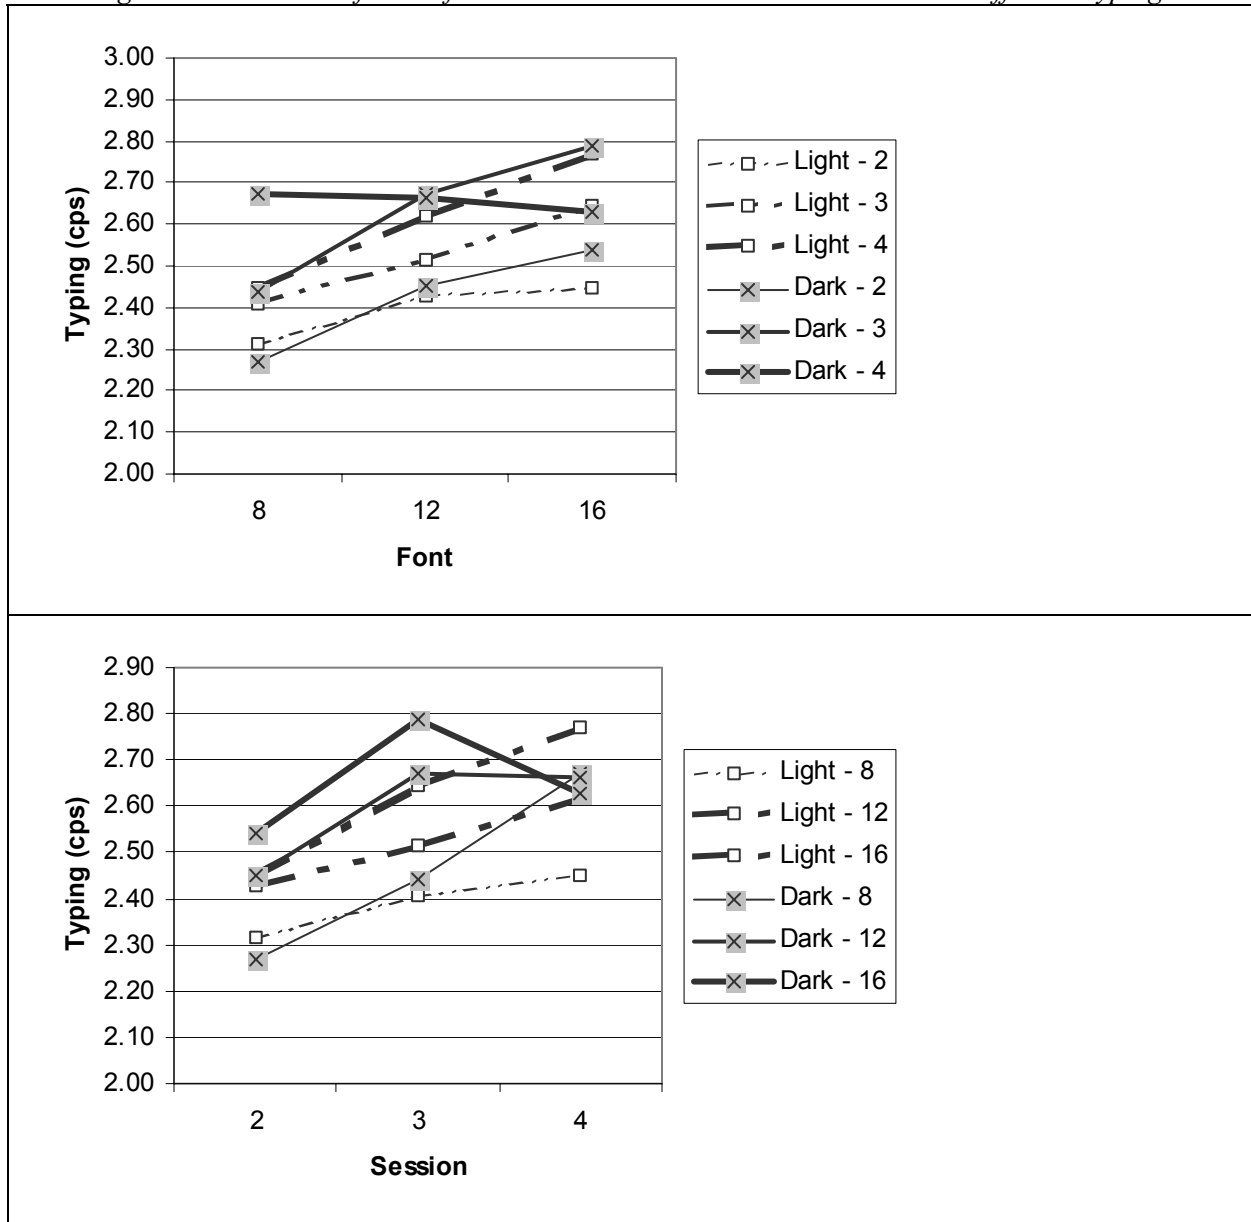 3.00
2.90
2.80
2.70
2.60
2.50
2.40
2.30
2.20
2.10
2.00
Typing (cps)
8 12 16
Font
Light - 2
Light - 3
Light - 4
Dark - 2
Dark - 3
Dark - 4
2.90
2.80
2.70
2.60
2.50
2.40
2.30
2.20
2.10
2.00
Typing (cps)
2 3 4
Session
Light - 8
Light - 12
Light - 16
Dark - 8
Dark - 12
Dark - 16